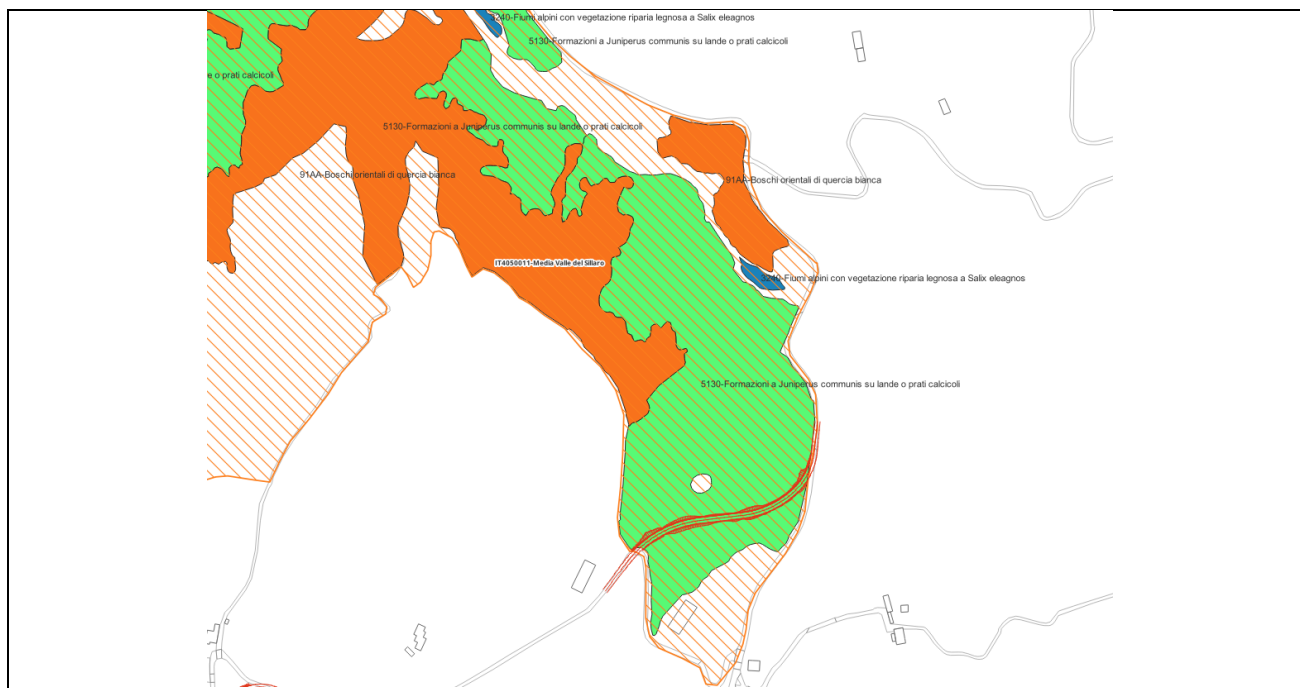 3240-Fiumi alpini con vegetazione riparia legnosa a Salix eleagnos
5130-Formazioni a Juniperus communis su lande o prati calcicoli
e o prati calcicoli
5130-Formazioni a Juniperus communis su lande o prati calcicoli
91AA-Boschi orientali di quercia bianca
91AA-Boschi orientali di quercia bianca
IT4050011-Media Valle del Sillaro
3240-Fiumi alpini con vegetazione riparia legnosa a Salix eleagnos
5130-Formazioni a Juniperus communis su lande o prati calcicoli